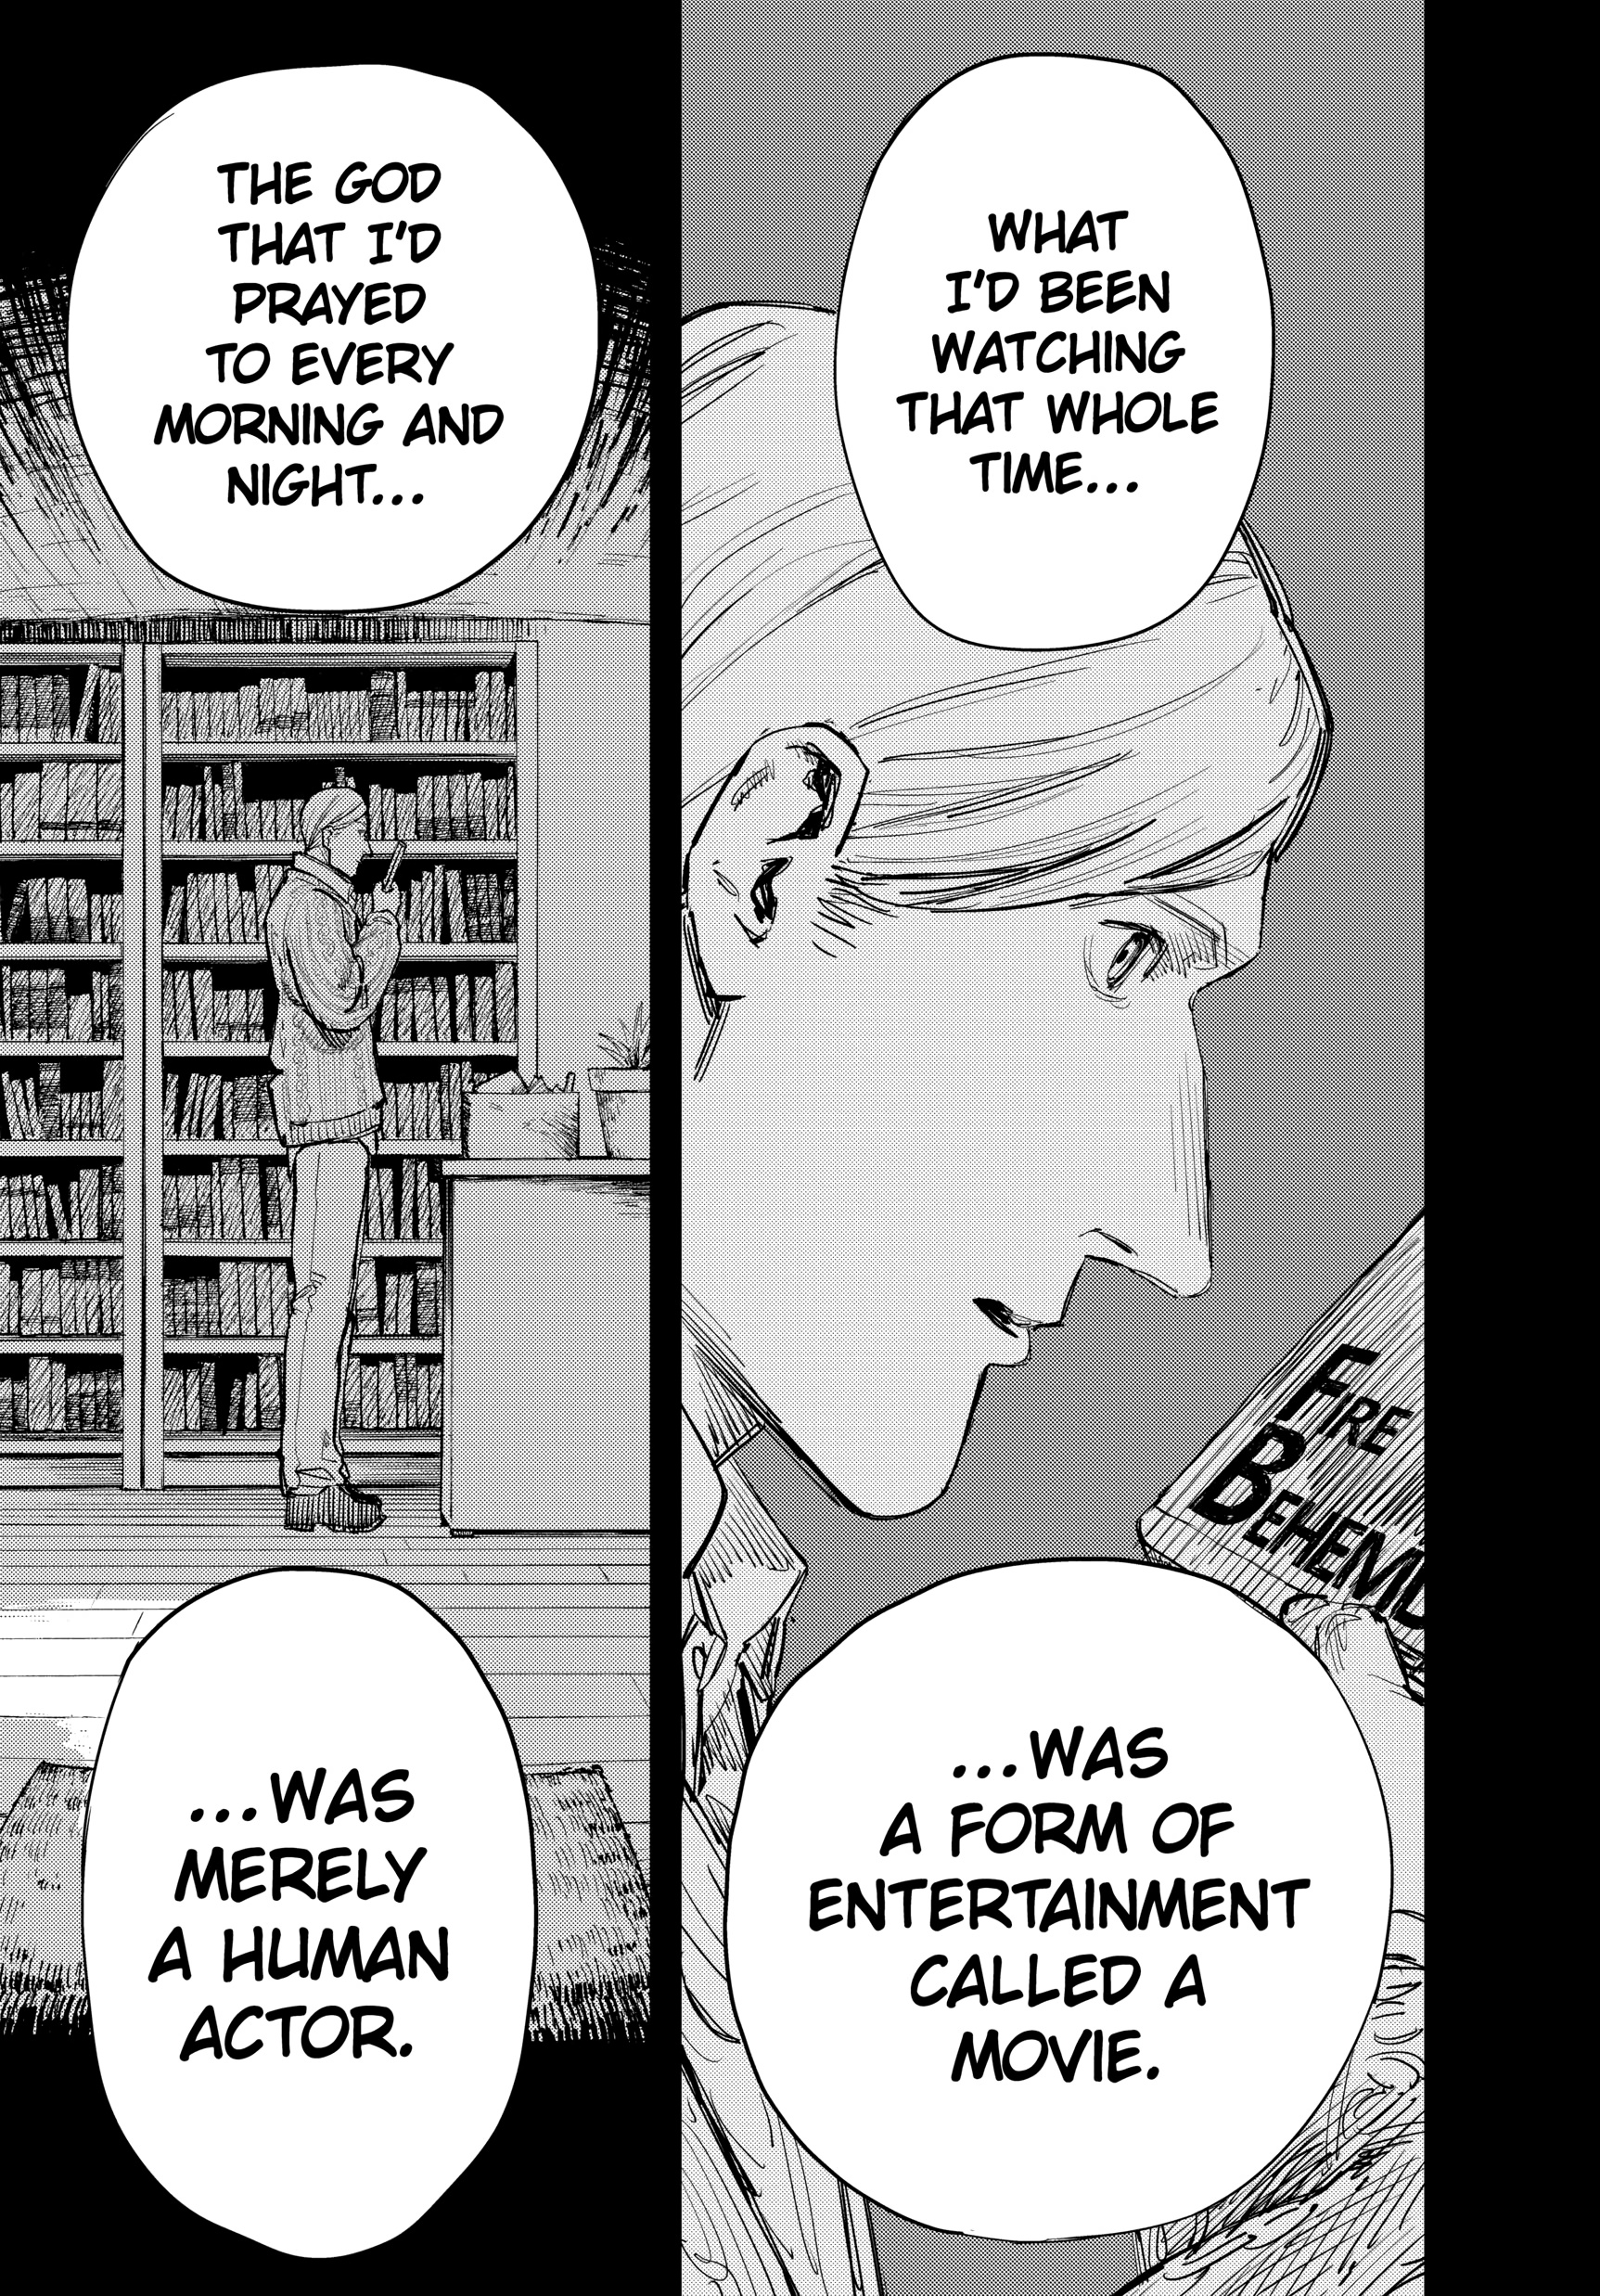 WHAT
I'D BEEN
WATCHING
THAT WHOLE
TIME...
FIRE
BEHEMO
...WAS
A FORM OF
ENTERTAINMENT
CALLED A
MOVIE.
THE GOD
THAT I'D
PRAYED
TO EVERY
MORNING AND
NIGHT...
...WAS
MERELY
A HUMAN
ACTOR.